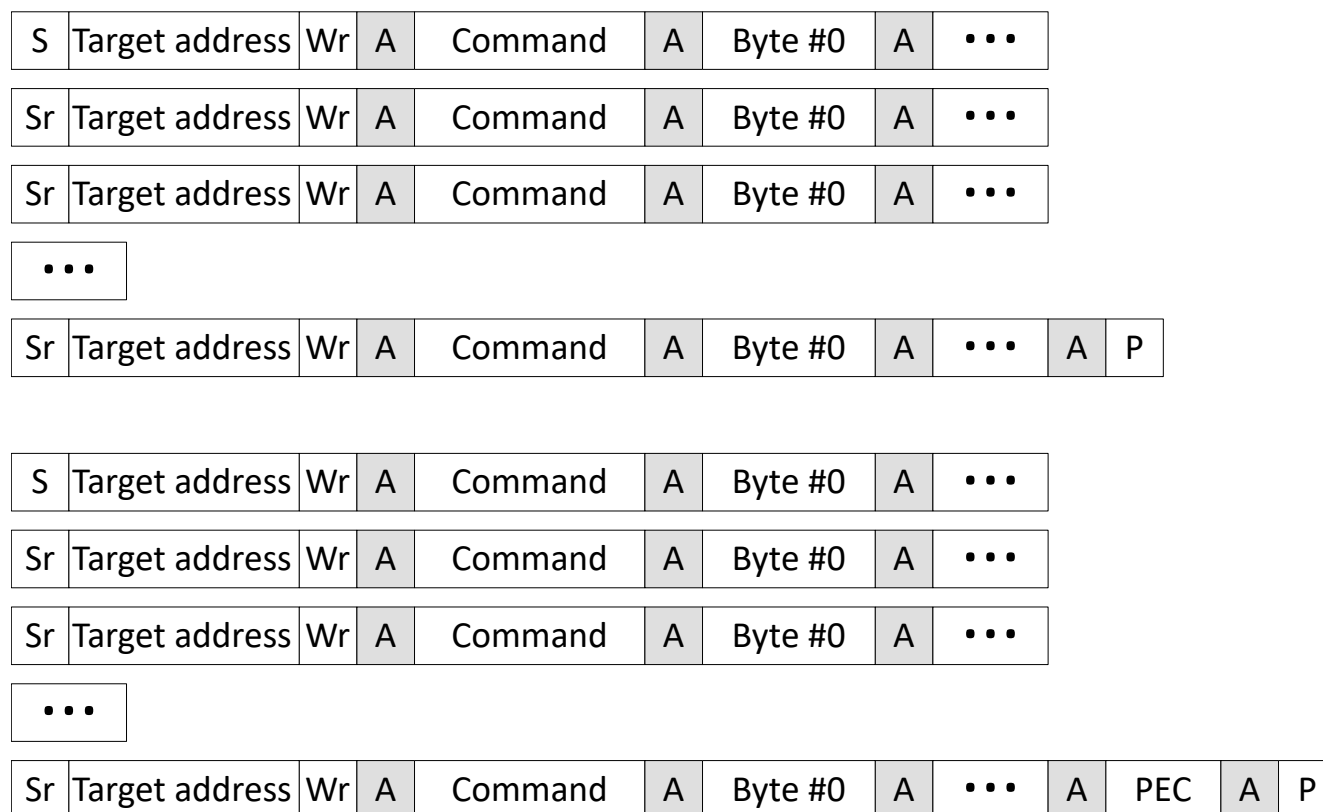 S Target address Wr A Command A Byte #0 A •••
Sr Target address Wr A Command A Byte #0 A •••
Sr Target address Wr A Command A Byte #0 A •••
•••
Sr Target address Wr A Command A Byte #0 A ••• A P
S Target address Wr A Command A Byte #0 A •••
Sr Target address Wr A Command A Byte #0 A •••
Sr Target address Wr A Command A Byte #0 A •••
•••
Sr Target address Wr A Command A Byte #0 A ••• A PEC A P